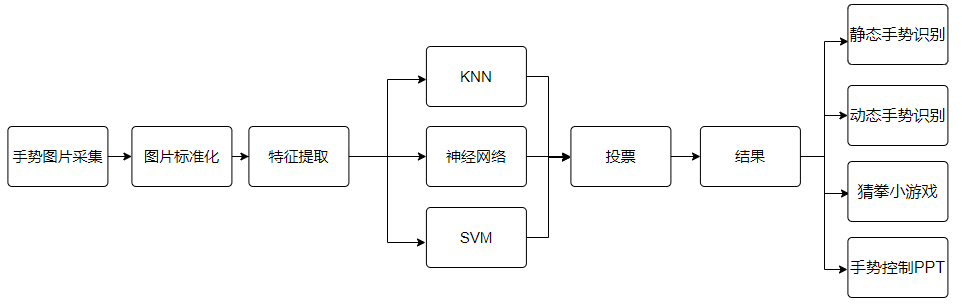 手势图片采集
图片标准化
特征提取
KNN
神经网络
SVM
投票
结果
静态手势识别
动态手势识别
猜拳小游戏
手势控制PPT